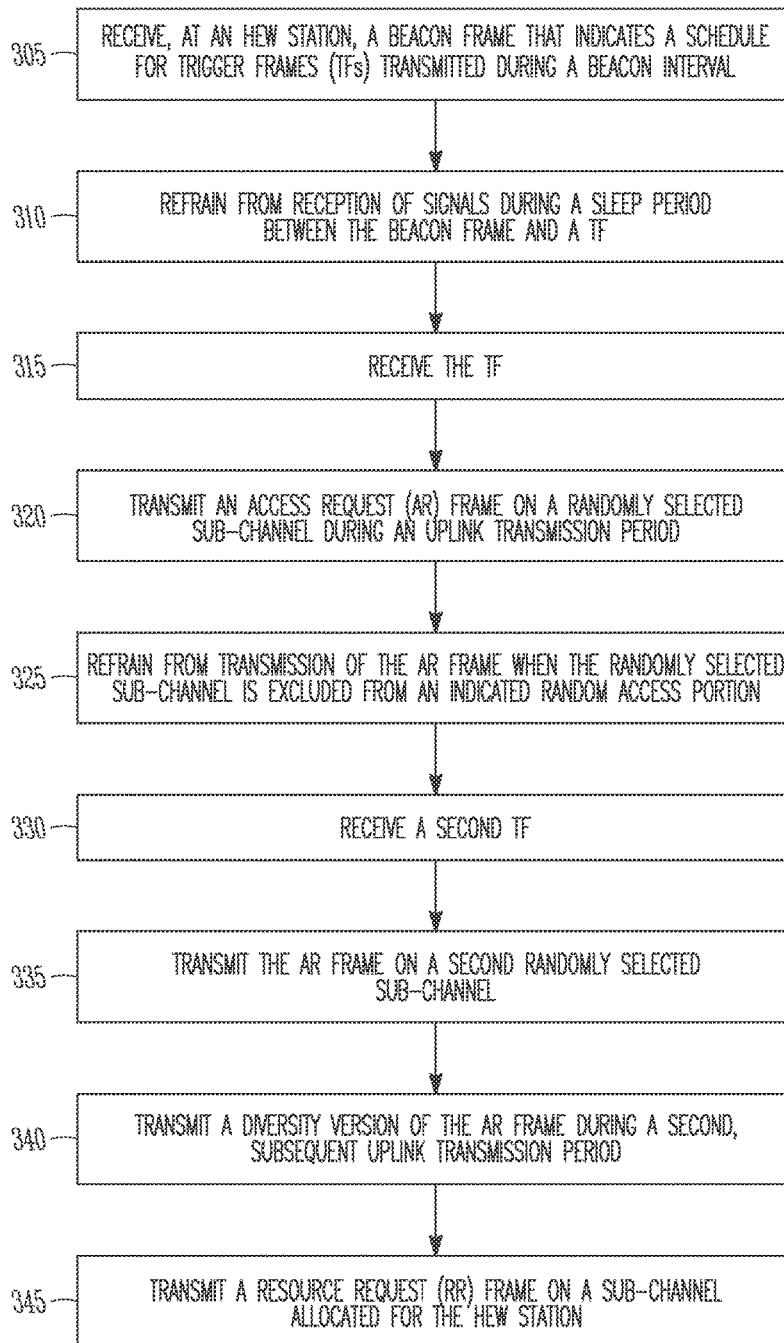 305
RECEIVE, AT AN HEW STATION, A BEACON FRAME THAT INDICATES A SCHEDULE
FOR TRIGGER FRAMES (TFs) TRANSMITTED DURING A BEACON INTERVAL
310
REFRAIN FROM RECEPTION OF SIGNALS DURING A SLEEP PERIOD
BETWEEN THE BEACON FRAME AND A TF
315
RECEIVE THE TF
320
TRANSMIT AN ACCESS REQUEST (AR) FRAME ON A RANDOMLY SELECTED
SUB-CHANNEL DURING AN UPLINK TRANSMISSION PERIOD
325
REFRAIN FROM TRANSMISSION OF THE AR FRAME WHEN THE RANDOMLY SELECTED
SUB-CHANNEL IS EXCLUDED FROM AN INDICATED RANDOM ACCESS PORTION
330
RECEIVE A SECOND TF
335
TRANSMIT THE AR FRAME ON A SECOND RANDOMLY SELECTED
SUB-CHANNEL
340
TRANSMIT A DIVERSITY VERSION OF THE AR FRAME DURING A SECOND,
SUBSEQUENT UPLINK TRANSMISSION PERIOD
345
TRANSMIT A RESOURCE REQUEST (RR) FRAME ON A SUB-CHANNEL
ALLOCATED FOR THE HEW STATION